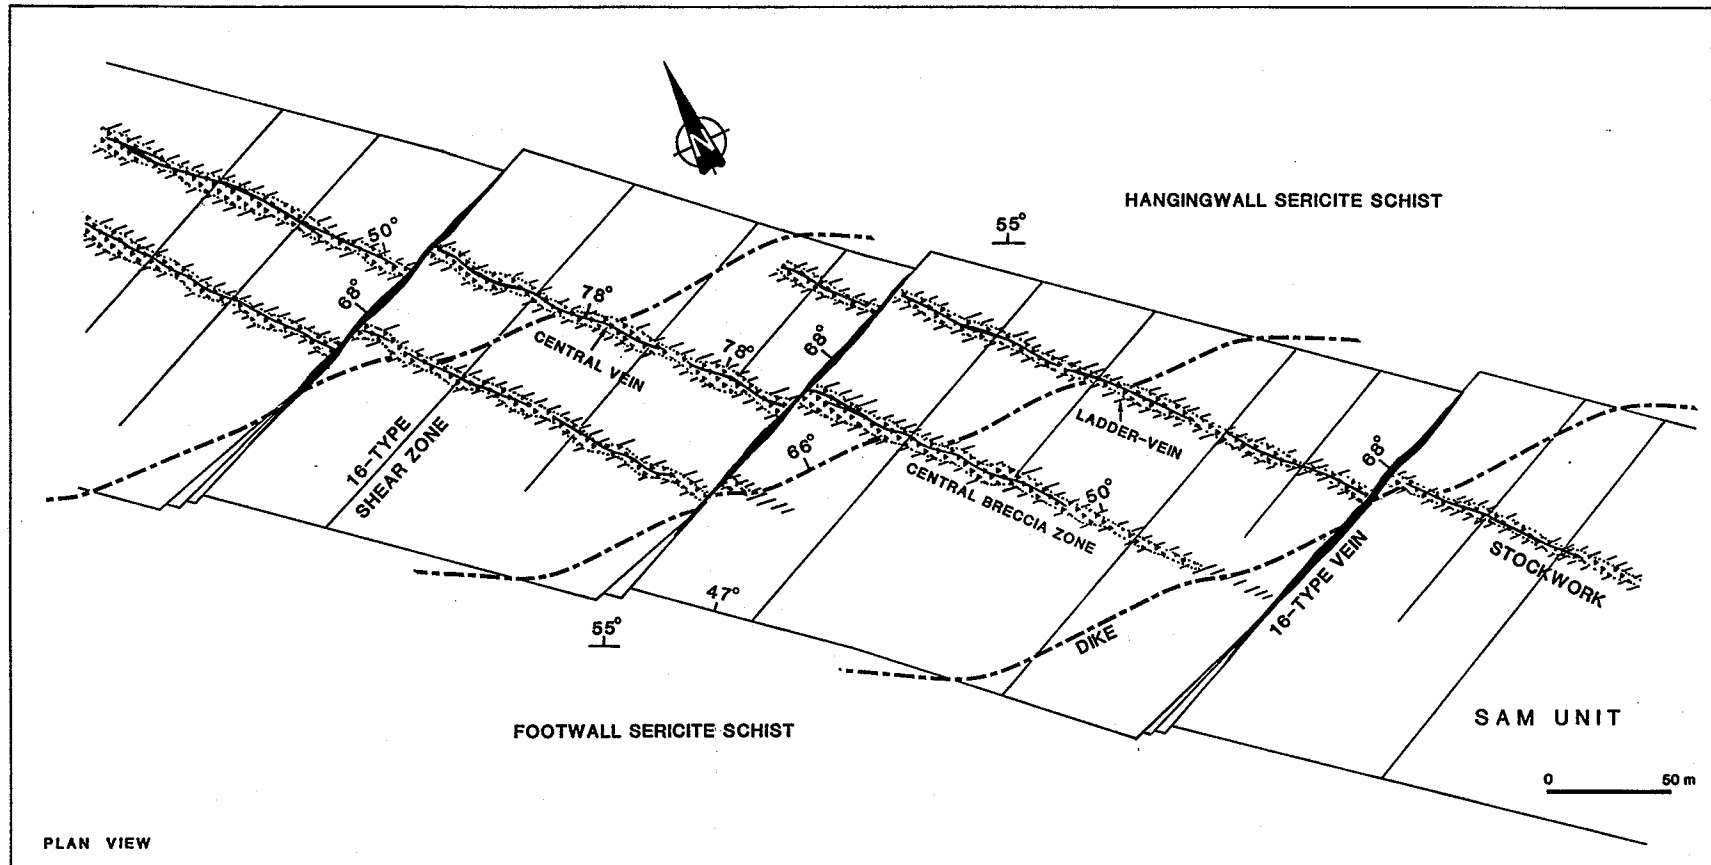 N
HANGINGWALL SERICITE SCHIST
55°
50°
68°
78°
CENTRAL VEIN
78°
68°
16-TYPE
SHEAR ZONE
66°
LADDER-VEIN
CENTRAL BRECCIA ZONE
50°
68°
STOCKWORK
16-TYPE VEIN
47°
55°
DIKE
FOOTWALL SERICITE SCHIST
SAM UNIT
0 50 m
PLAN VIEW